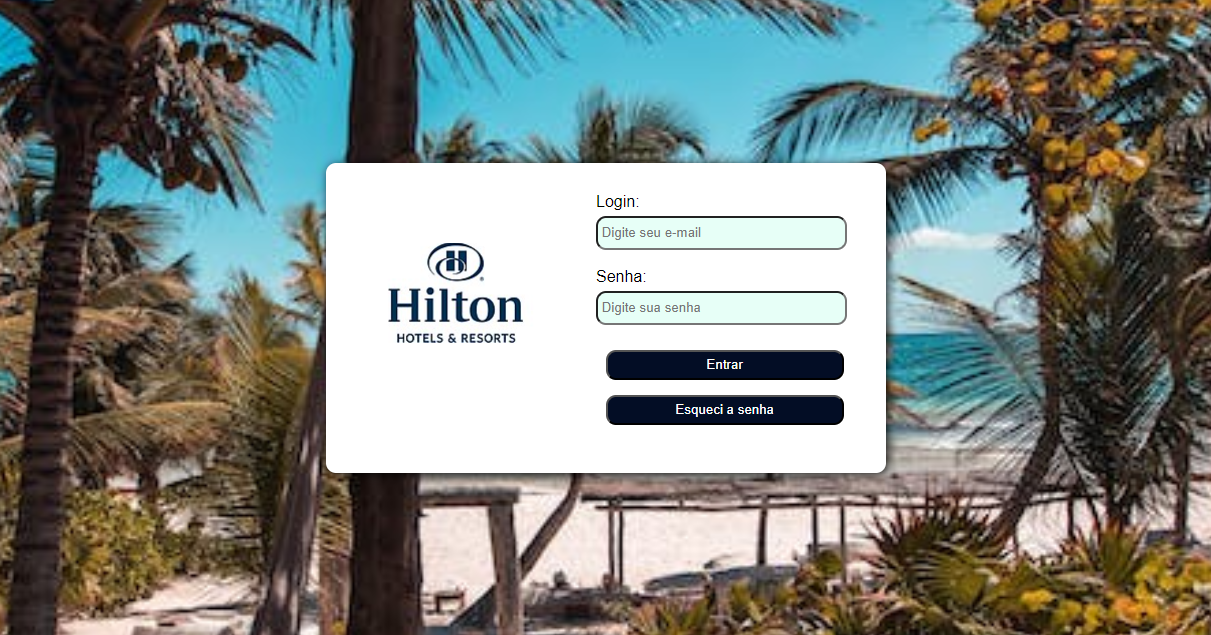 Hilton
HOTELS & RESORTS
Login:
Digite seu e-mail
Senha:
Digite sua senha
Entrar
Esqueci a senha